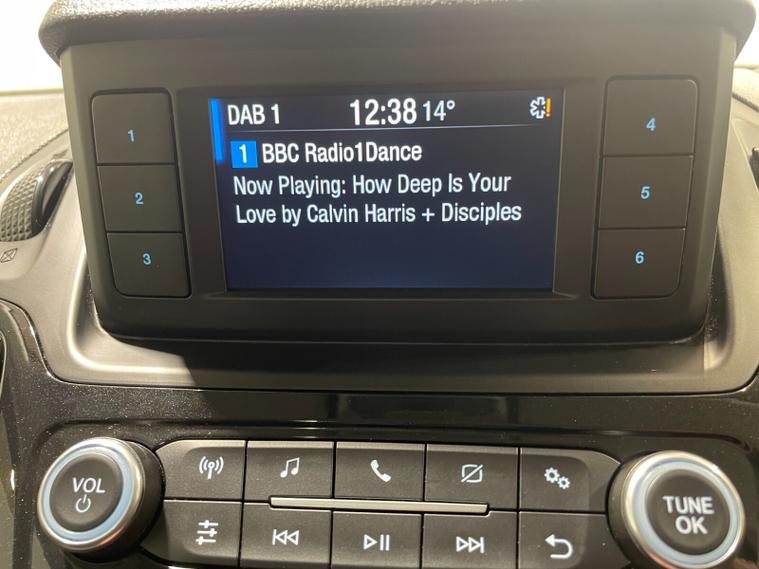 DAB 1 12:38 14°
1 BBC Radio1Dance
Now Playing: How Deep Is Your
Love by Calvin Harris + Disciples
1
2
3
4
5
6
VOL
TUNE
OK